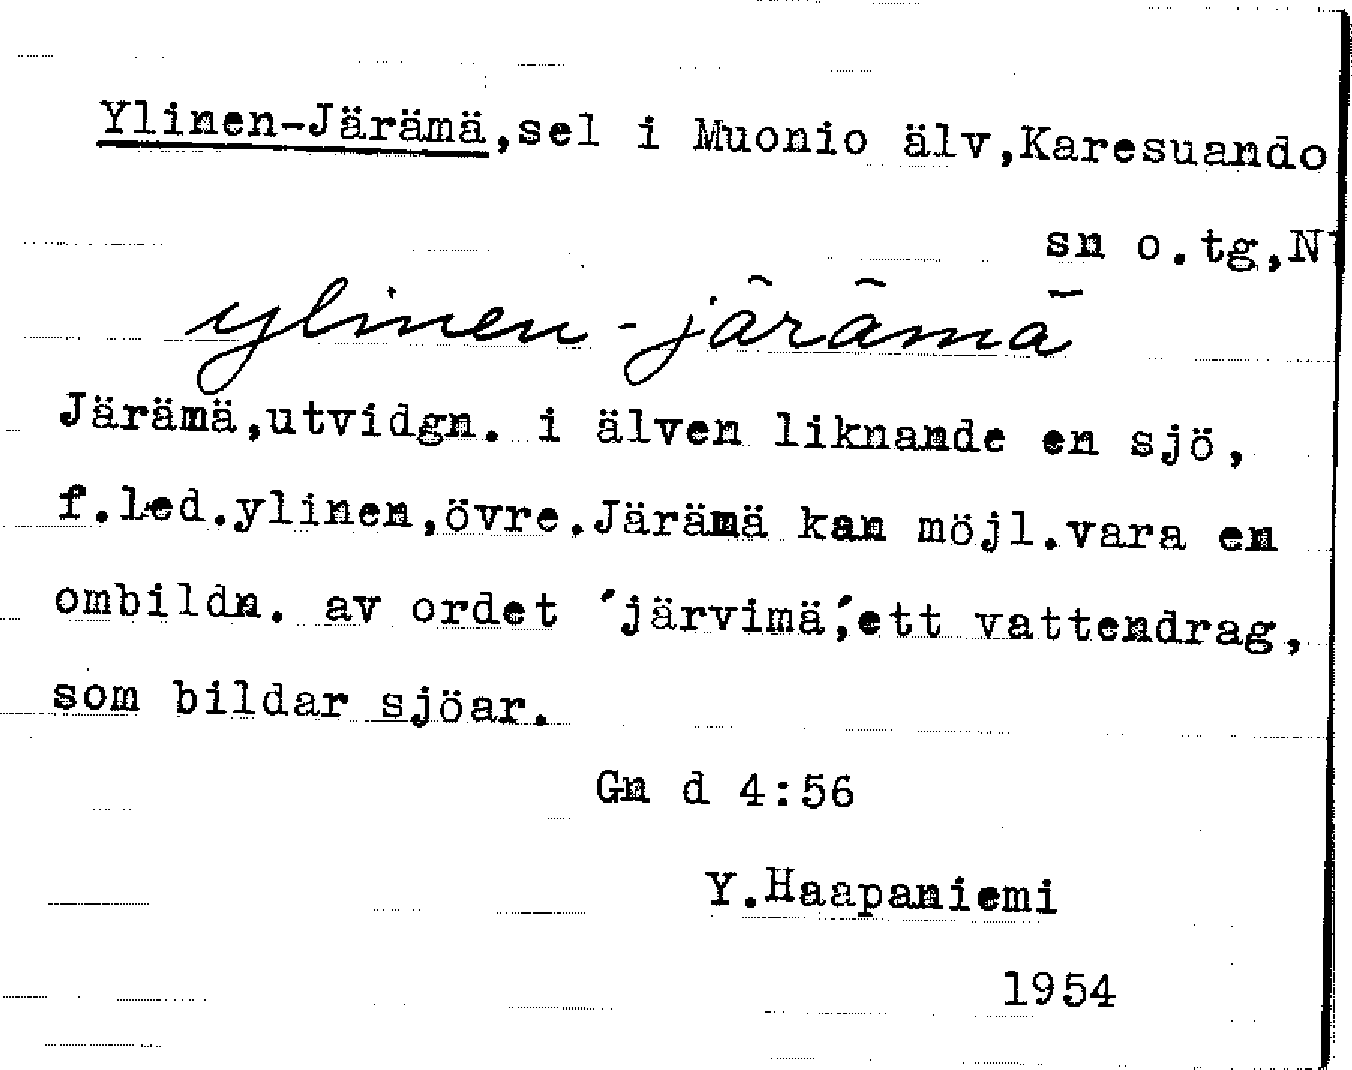 Ylinen-Järämä,sel i Muonio älv,Karesuando
sn o.tg,N
ylinen-järämä
Järämä,utvidgn. i älven liknande en sjö,
f.led.ylinen,övre.Järämä kan möjl.vara en
ombildn. av ordet ´järvimä,´ett vattendrag,
som bildar sjöar.
Gn d 4:56
Y.Haapaniemi
1954